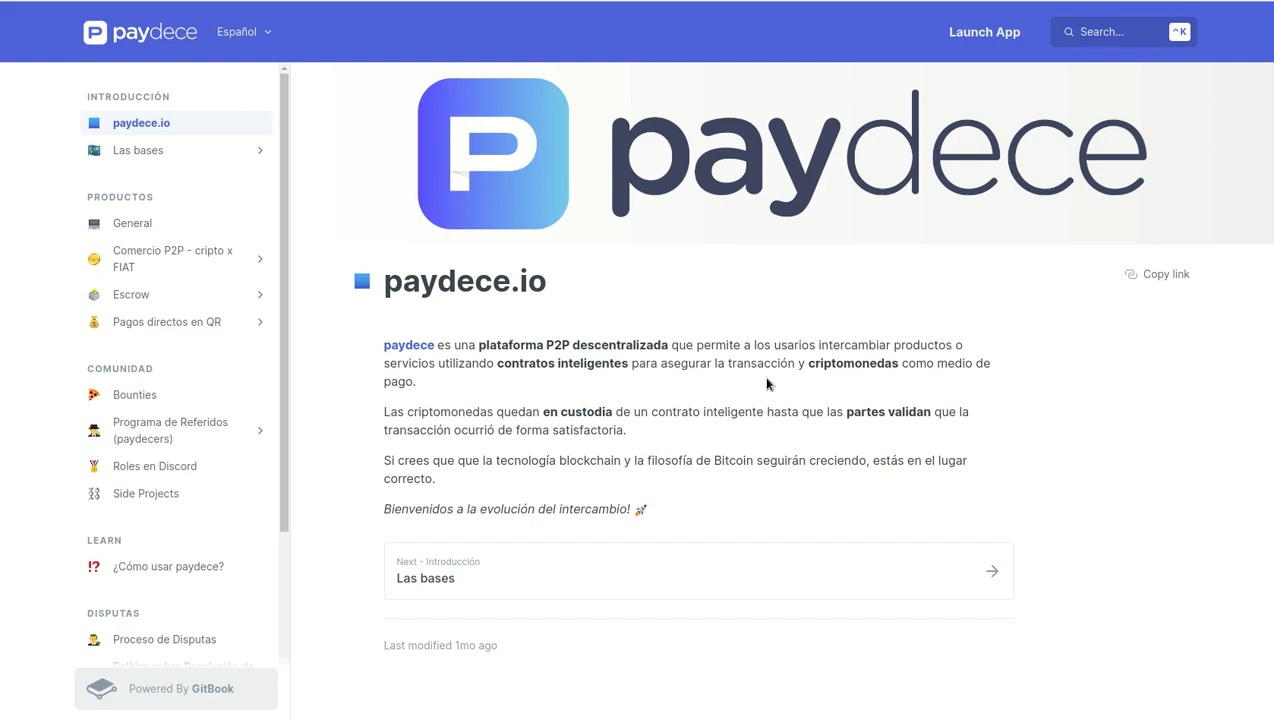 paydece
Español
Launch App
Search...
^K
INTRODUCCIÓN
paydece.io
Las bases
PRODUCTOS
General
Comercio P2P - cripto x
FIAT
Escrow
Pagos directos en QR
COMUNIDAD
Bounties
Programa de Referidos
(paydecers)
Roles en Discord
Side Projects
LEARN
¿Cómo usar paydece?
DISPUTAS
Proceso de Disputas
Política sobre Resolución de
Powered By GitBook
paydece
paydece.io
Copy link
paydece es una plataforma P2P descentralizada que permite a los usarios intercambiar productos o
servicios utilizando contratos inteligentes para asegurar la transacción y criptomonedas como medio de
pago.
Las criptomonedas quedan en custodia de un contrato inteligente hasta que las partes validan que la
transacción ocurrió de forma satisfactoria.
Si crees que que la tecnología blockchain y la filosofía de Bitcoin seguirán creciendo, estás en el lugar
correcto.
Bienvenidos a la evolución del intercambio!
Next - Introducción
Las bases
Last modified 1mo ago